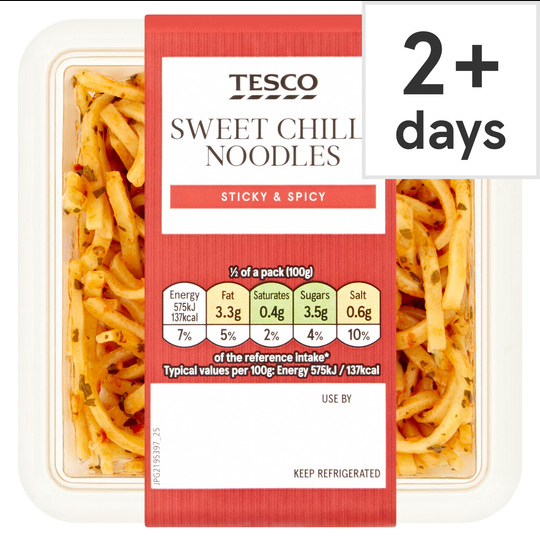 2+
days
TESCO
SWEET CHILL
NOODLES
STICKY & SPICY
½ of a pack (100g)
Energy
575kJ
137kcal
7%
Fat
3.3g
5%
Saturates
0.4g
2%
Sugars
3.5g
4%
Salt
0.6g
10%
of the reference intake*
Typical values per 100g: Energy 575kJ / 137kcal
USE BY
KEEP REFRIGERATED
JPG2195397_25